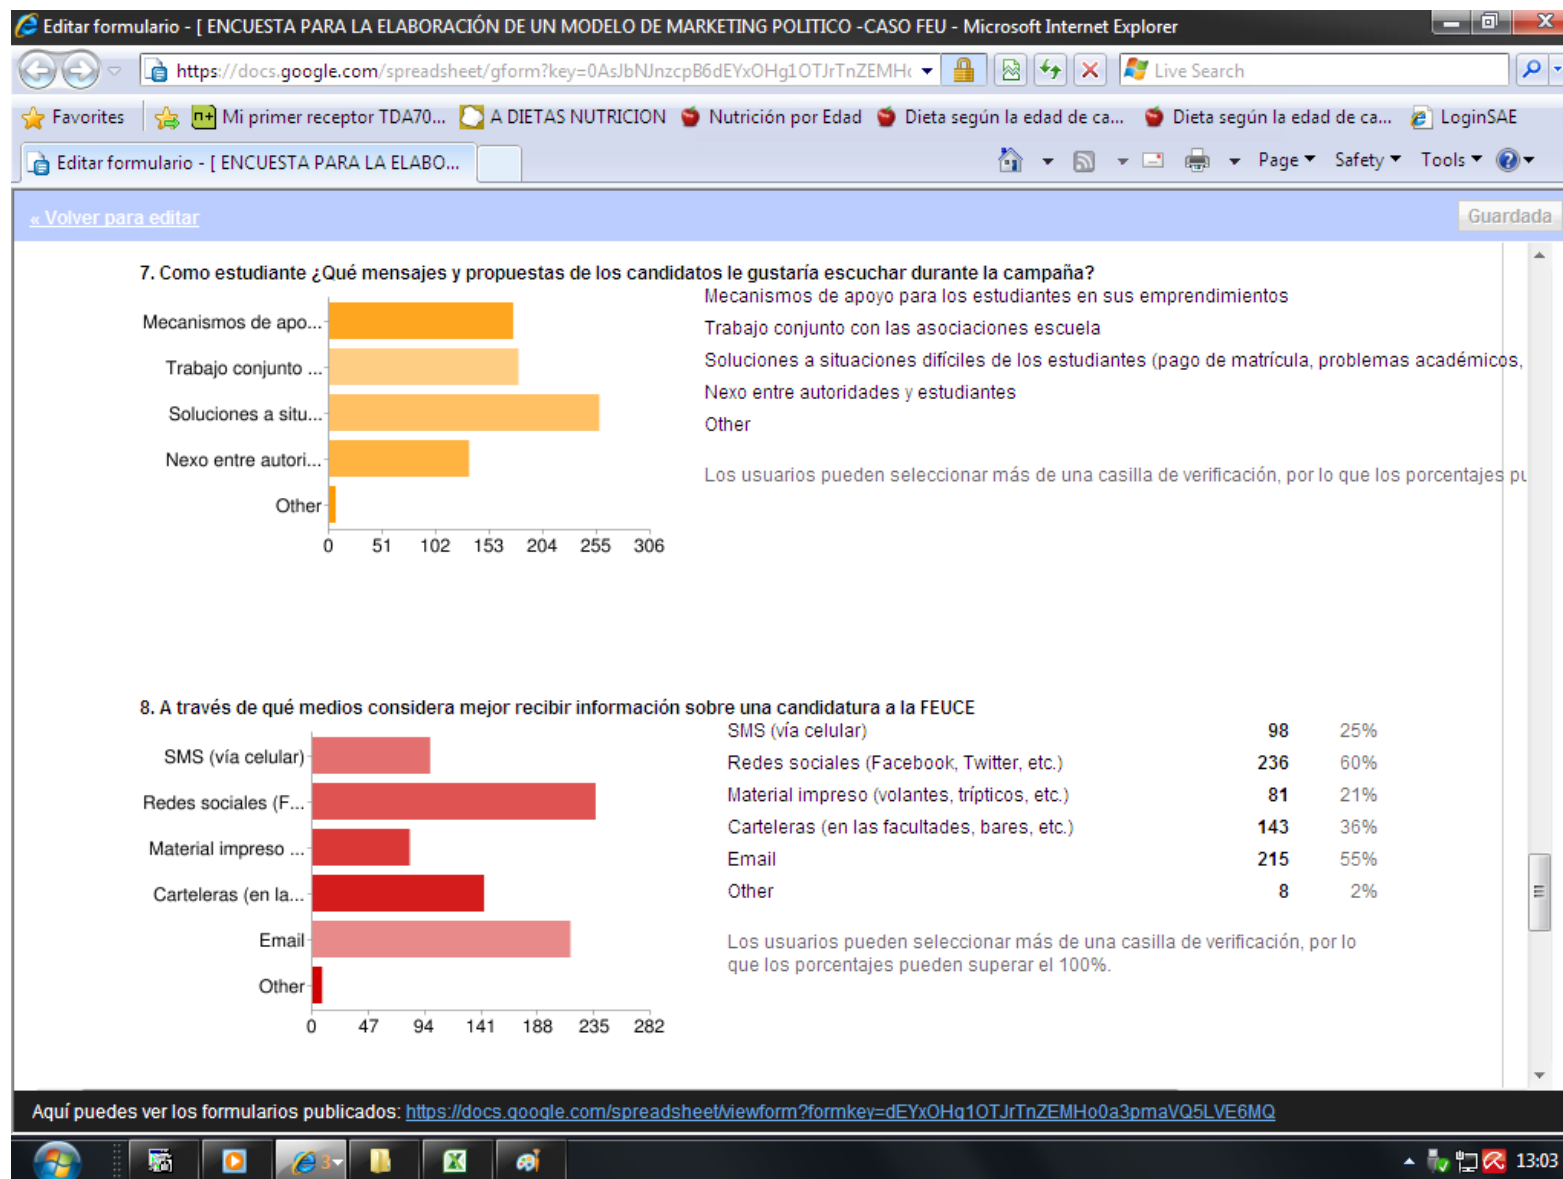 Editar formulario - [ ENCUESTA PARA LA ELABORACIÓN DE UN MODELO DE MARKETING POLITICO -CASO FEU - Microsoft Internet Explorer
https://docs.google.com/spreadsheet/gform?key=0AsJbNJnzcpB6dEYxOHg1OTJrTnZEMH Live Search
Favorites Mi primer receptor TDA70... A DIETAS NUTRICION Nutrición por Edad Dieta según la edad de ca... Dieta según la edad de ca... LoginSAE
Editar formulario - [ ENCUESTA PARA LA ELABO... Page Safety Tools
« Volver para editar Guardada
7. Como estudiante ¿Qué mensajes y propuestas de los candidatos le gustaría escuchar durante la campaña?
Mecanismos de apo... Mecanismos de apoyo para los estudiantes en sus emprendimientos
Trabajo conjunto ... Trabajo conjunto con las asociaciones escuela
Soluciones a situ... Soluciones a situaciones difíciles de los estudiantes (pago de matrícula, problemas académicos,
Nexo entre autori... Nexo entre autoridades y estudiantes
Other Other
Los usuarios pueden seleccionar más de una casilla de verificación, por lo que los porcentajes pu
0 51 102 153 204 255 306
8. A través de qué medios considera mejor recibir información sobre una candidatura a la FEUCE
SMS (vía celular) SMS (vía celular) 98 25%
Redes sociales (F... Redes sociales (Facebook, Twitter, etc.) 236 60%
Material impreso ... Material impreso (volantes, trípticos, etc.) 81 21%
Carteleras (en la... Carteleras (en las facultades, bares, etc.) 143 36%
Email Email 215 55%
Other Other 8 2%
Los usuarios pueden seleccionar más de una casilla de verificación, por lo
que los porcentajes pueden superar el 100%.
0 47 94 141 188 235 282
Aquí puedes ver los formularios publicados: https://docs.google.com/spreadsheet/viewform?formkey=dEYxOHg1OTJrTnZEMHo0a3pmaVQ5LVE6MQ
3 13:03